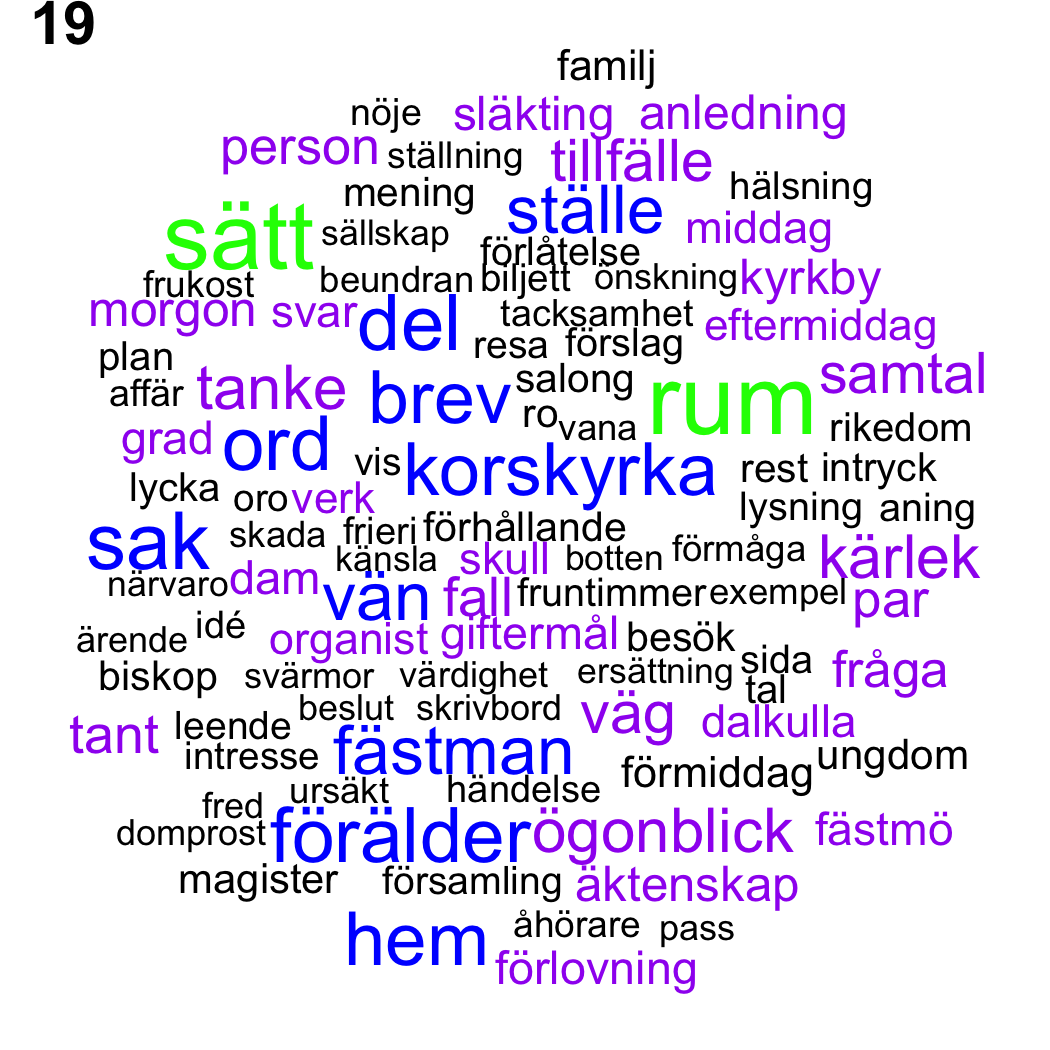 19
familj
nöje släkting anledning
person ställning tillfälle
mening ställe hälsning
sätt sällskap förlåtelse middag
frukost beundran biljett önskning kyrkby
morgon svar del tacksamhet eftermiddag
plan resa förslag
affär tanke brev salong rum samtal
grad ord ro vana rikedom
vis korskyrka rest intryck
lycka oro verk lysning aning
sak skada frieri förhållande
känsla skull botten förmåga kärlek
närvaro dam vän fall fruntimmer exempel par
ärende idé organist giftermål besök
biskop svärmor värdighet ersättning sida fråga
tal
tant leende beslut skrivbord väg dalkulla
intresse fästman förmiddag ungdom
fred ursäkt händelse
domprost förälder ögonblick fästmö
magister församling äktenskap
hem åhörare pass
förlovning